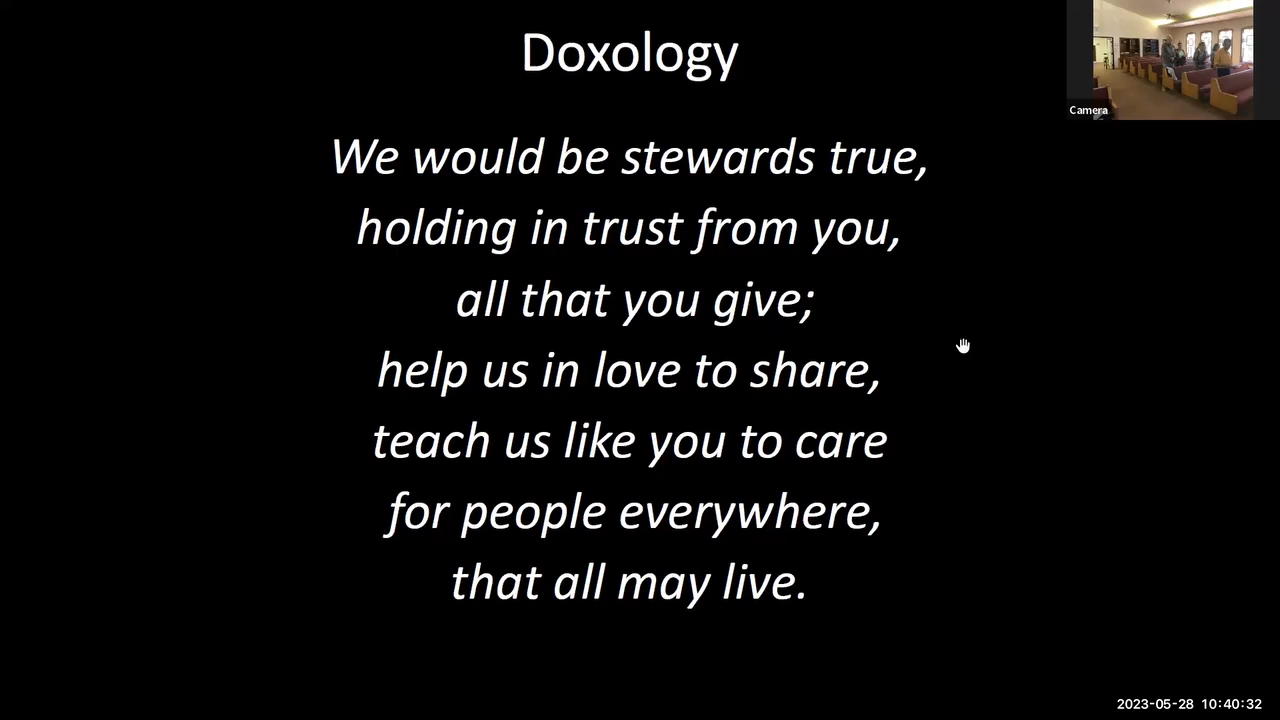 Doxology
Camera
We would be stewards true,
holding in trust from you,
all that you give;
help us in love to share,
teach us like you to care
for people everywhere,
that all may live.
2023-05-28 10:40:32